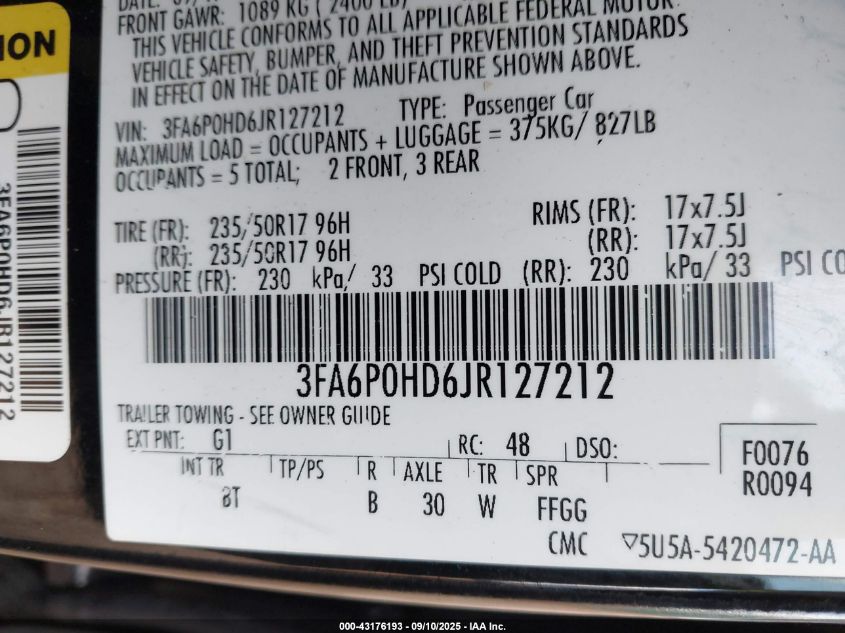 FRONT GAWR: 1089 KG ( 2400 LB)
THIS VEHICLE CONFORMS TO ALL APPLICABLE FEDERAL MOTOR
VEHICLE SAFETY, BUMPER, AND THEFT PREVENTION STANDARDS
IN EFFECT ON THE DATE OF MANUFACTURE SHOWN ABOVE.
VIN: 3FA6P0HD6JR127212 TYPE: Passenger Car
MAXIMUM LOAD = OCCUPANTS + LUGGAGE = 375KG/ 827LB
OCCUPANTS = 5 TOTAL; 2 FRONT, 3 REAR
TIRE (FR): 235/50R17 96H RIMS (FR): 17x7.5J
(RR): 235/50R17 96H (RR): 17x7.5J
PRESSURE (FR): 230 kPa/ 33 PSI COLD (RR): 230 kPa/ 33 PSI CO
3FA6P0HD6JR127212
TRAILER TOWING - SEE OWNER GUIDE
EXT PNT: G1 RC: 48 DSO: F0076
R0094
INT TR TP/PS R AXLE TR SPR
8T B 30 W FFGG
CMC ▽5U5A-5420472-AA
ION
3FA6P0HD6JR127212
000-43176193 - 09/10/2025 - IAA Inc.